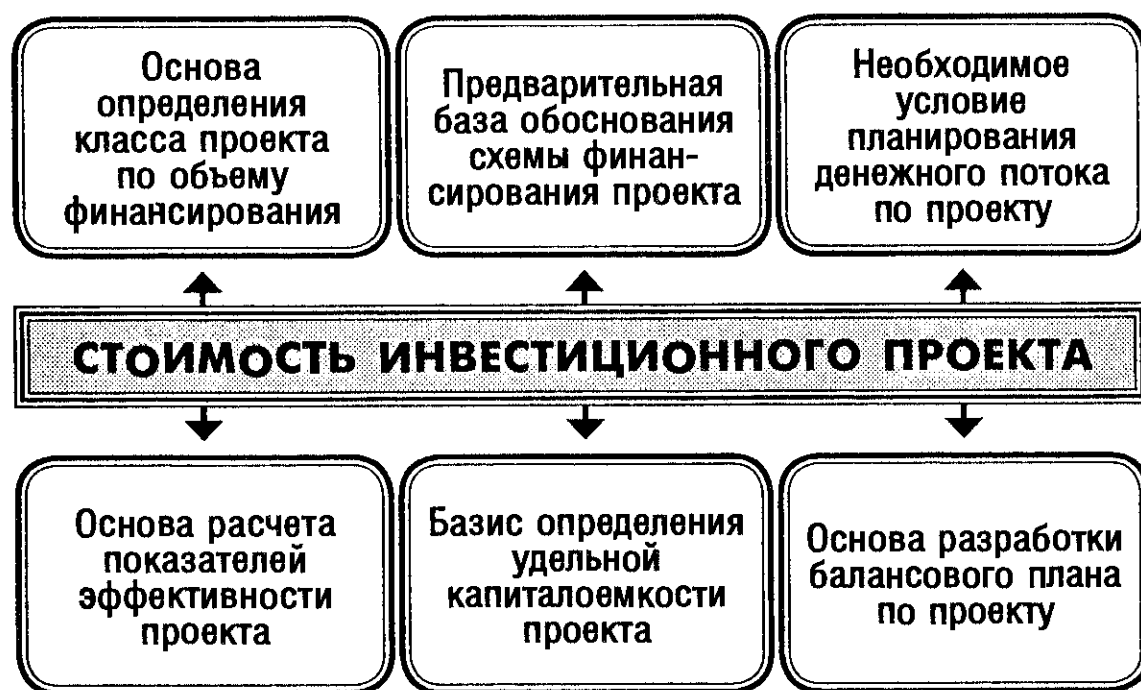 Основа
определения
класса проекта
по объему
финансирования
Предварительная
база обоснования
схемы финан-
сирования проекта
Необходимое
условие
планирования
денежного потока
по проекту
СТОИМОСТЬ ИНВЕСТИЦИОННОГО ПРОЕКТА
Основа расчета
показателей
эффективности
проекта
Базис определения
удельной
капиталоемкости
проекта
Основа разработки
балансового плана
по проекту